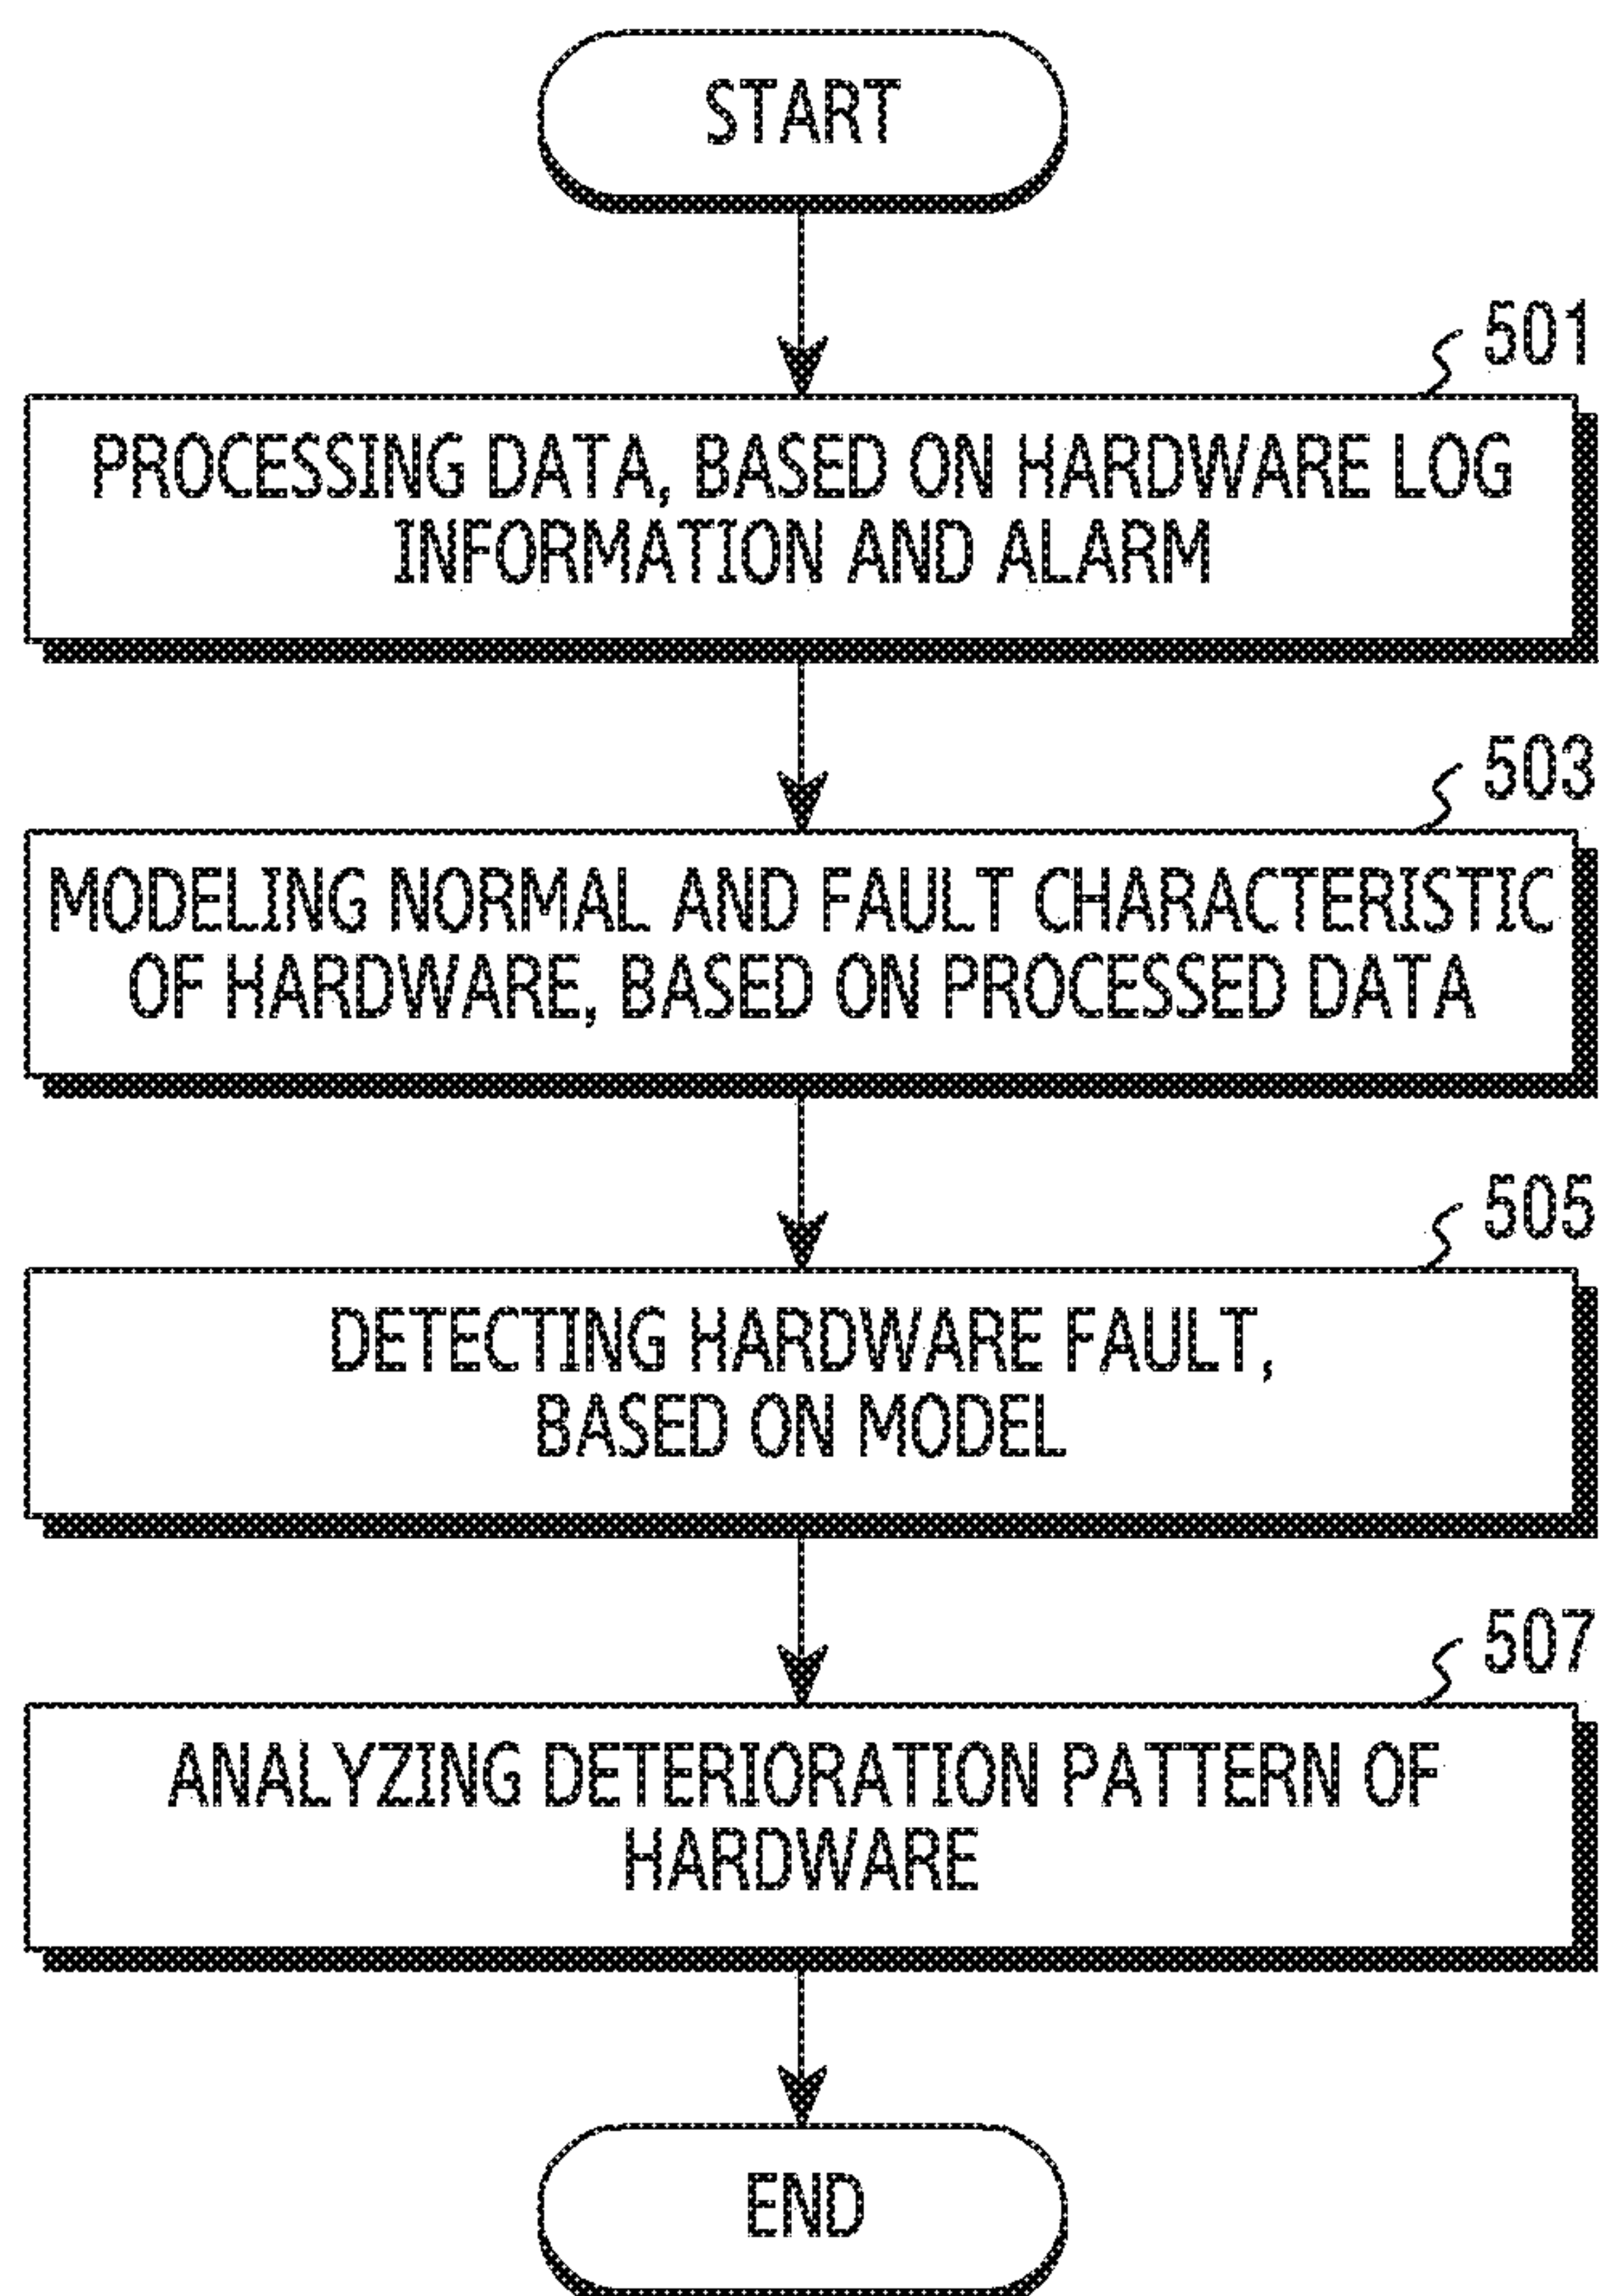 START
501
PROCESSING DATA, BASED ON HARDWARE LOG
INFORMATION AND ALARM
503
MODELING NORMAL AND FAULT CHARACTERISTIC
OF HARDWARE, BASED ON PROCESSED DATA
505
DETECTING HARDWARE FAULT,
BASED ON MODEL
507
ANALYZING DETERIORATION PATTERN OF
HARDWARE
END